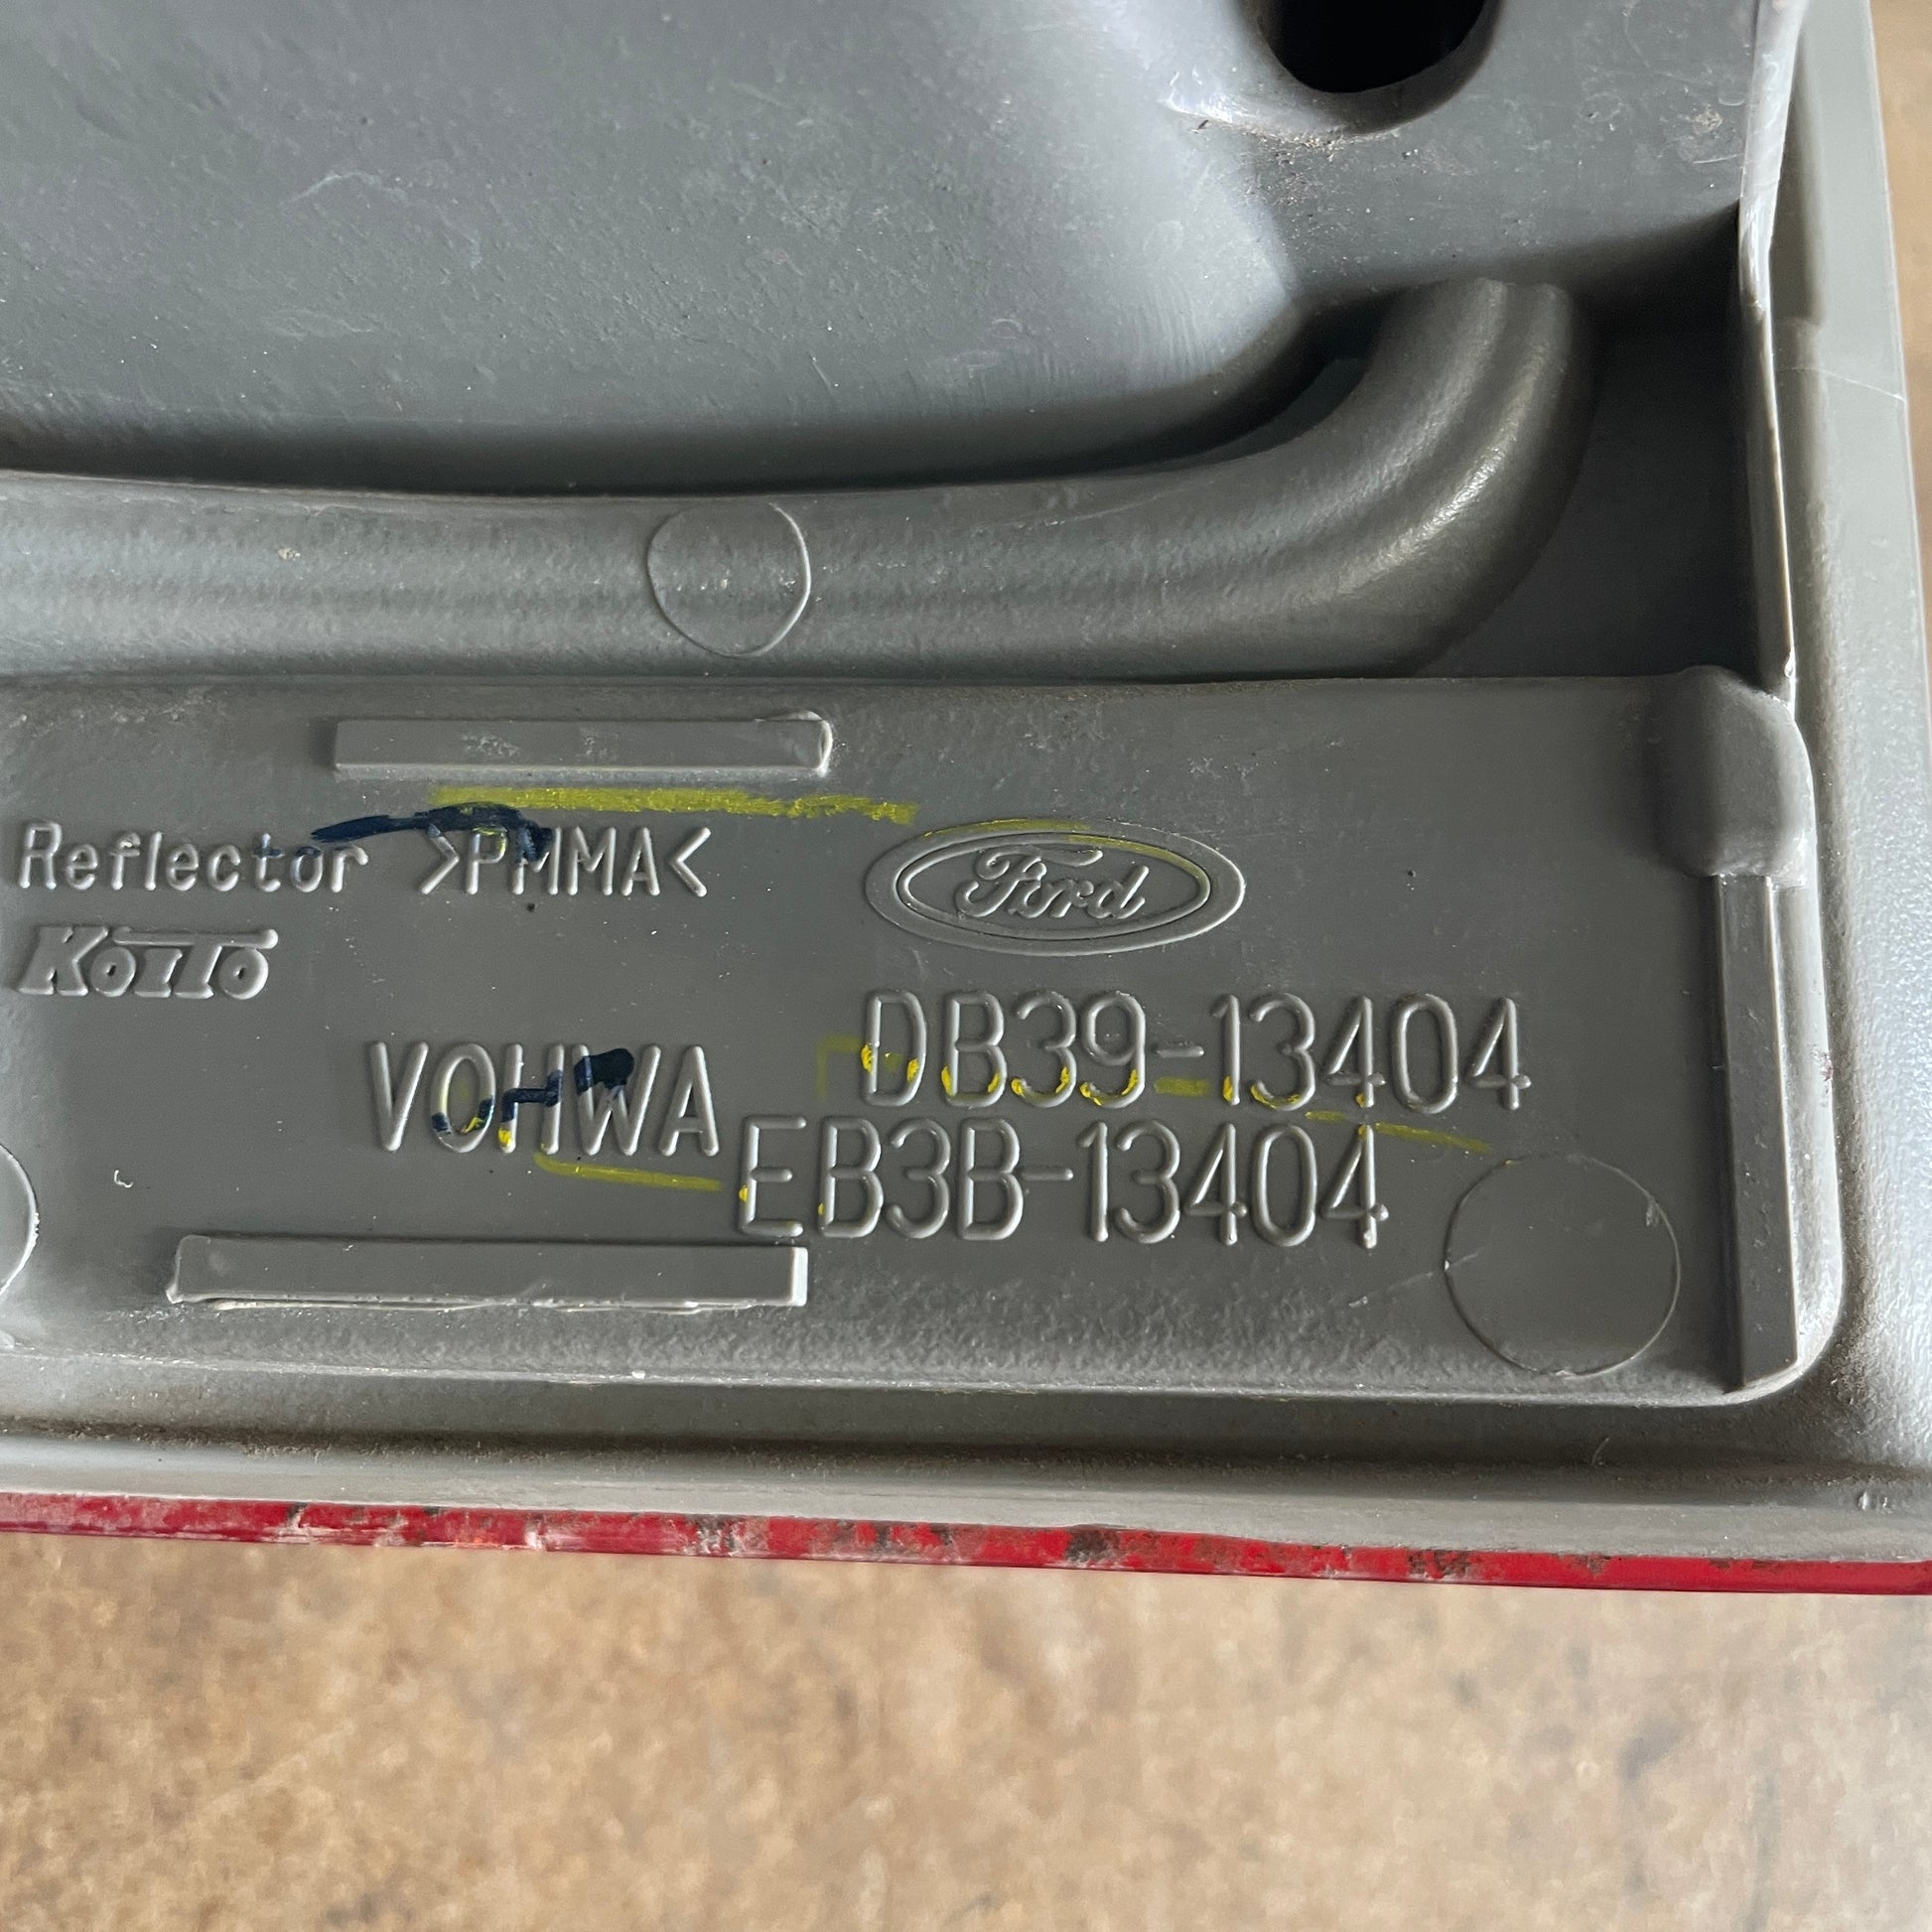 Reflector >PMMA<
Ford
KOITO
DB39-13404
VOHWA
EB3B-13404